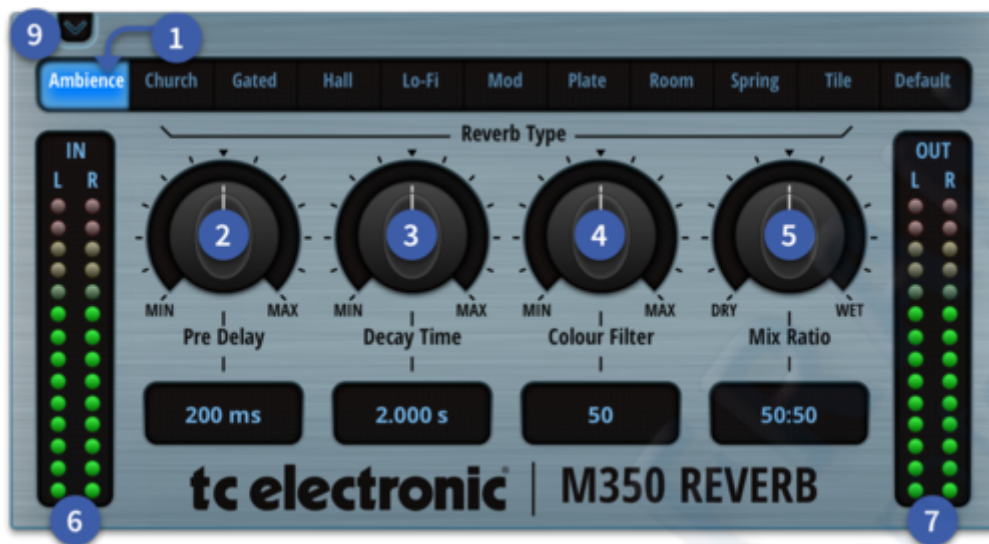 9
1
Ambience Church Gated Hall Lo-Fi Mod Plate Room Spring Tile Default
Reverb Type
IN
L R
OUT
L R
2 3 4 5
MIN MAX MIN MAX MIN MAX DRY WET
Pre Delay Decay Time Colour Filter Mix Ratio
200 ms 2.000 s 50 50:50
tc electronic | M350 REVERB
6
7